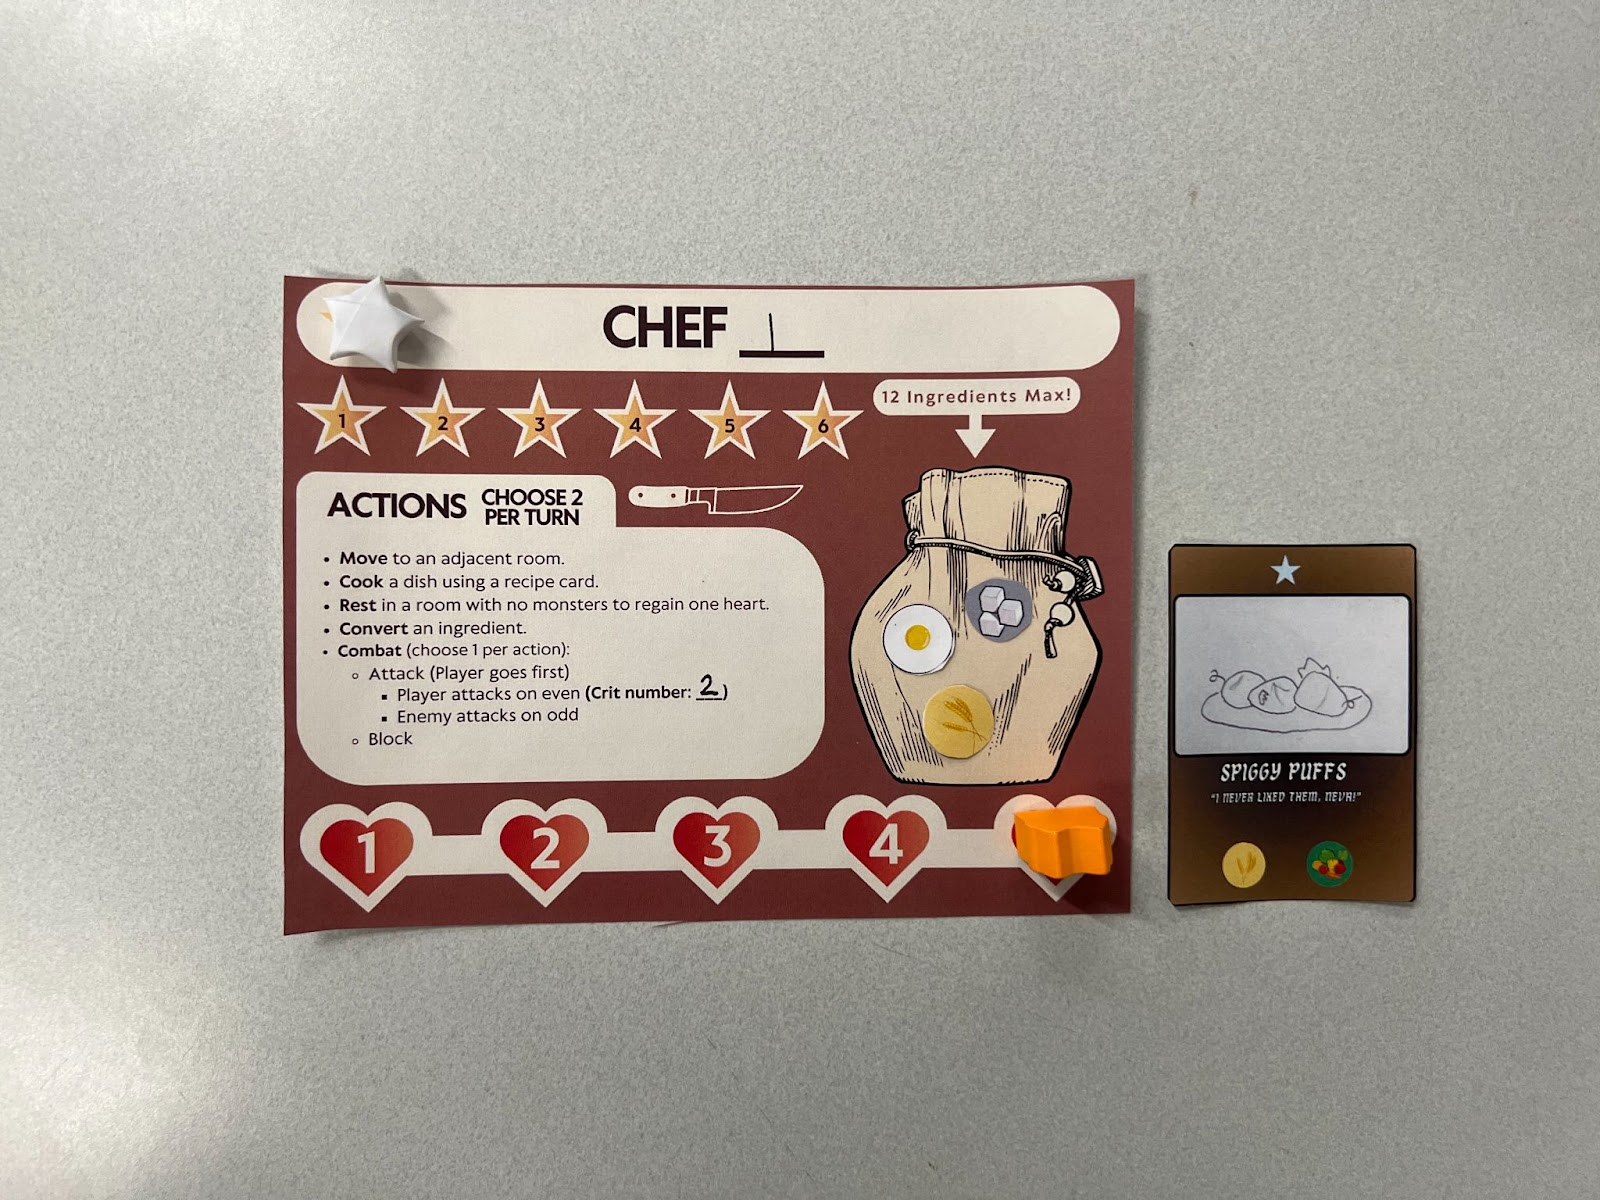 CHEF 1
1 2 3 4 5 6
12 Ingredients Max!
ACTIONS CHOOSE 2
PER TURN
• Move to an adjacent room.
• Cook a dish using a recipe card.
• Rest in a room with no monsters to regain one heart.
• Convert an ingredient.
• Combat (choose 1 per action):
◦ Attack (Player goes first)
▪ Player attacks on even (Crit number: 2)
▪ Enemy attacks on odd
◦ Block
1 2 3 4
SPIGGY PUFFS
"I NEVER LIKED THEM, NEVA!"